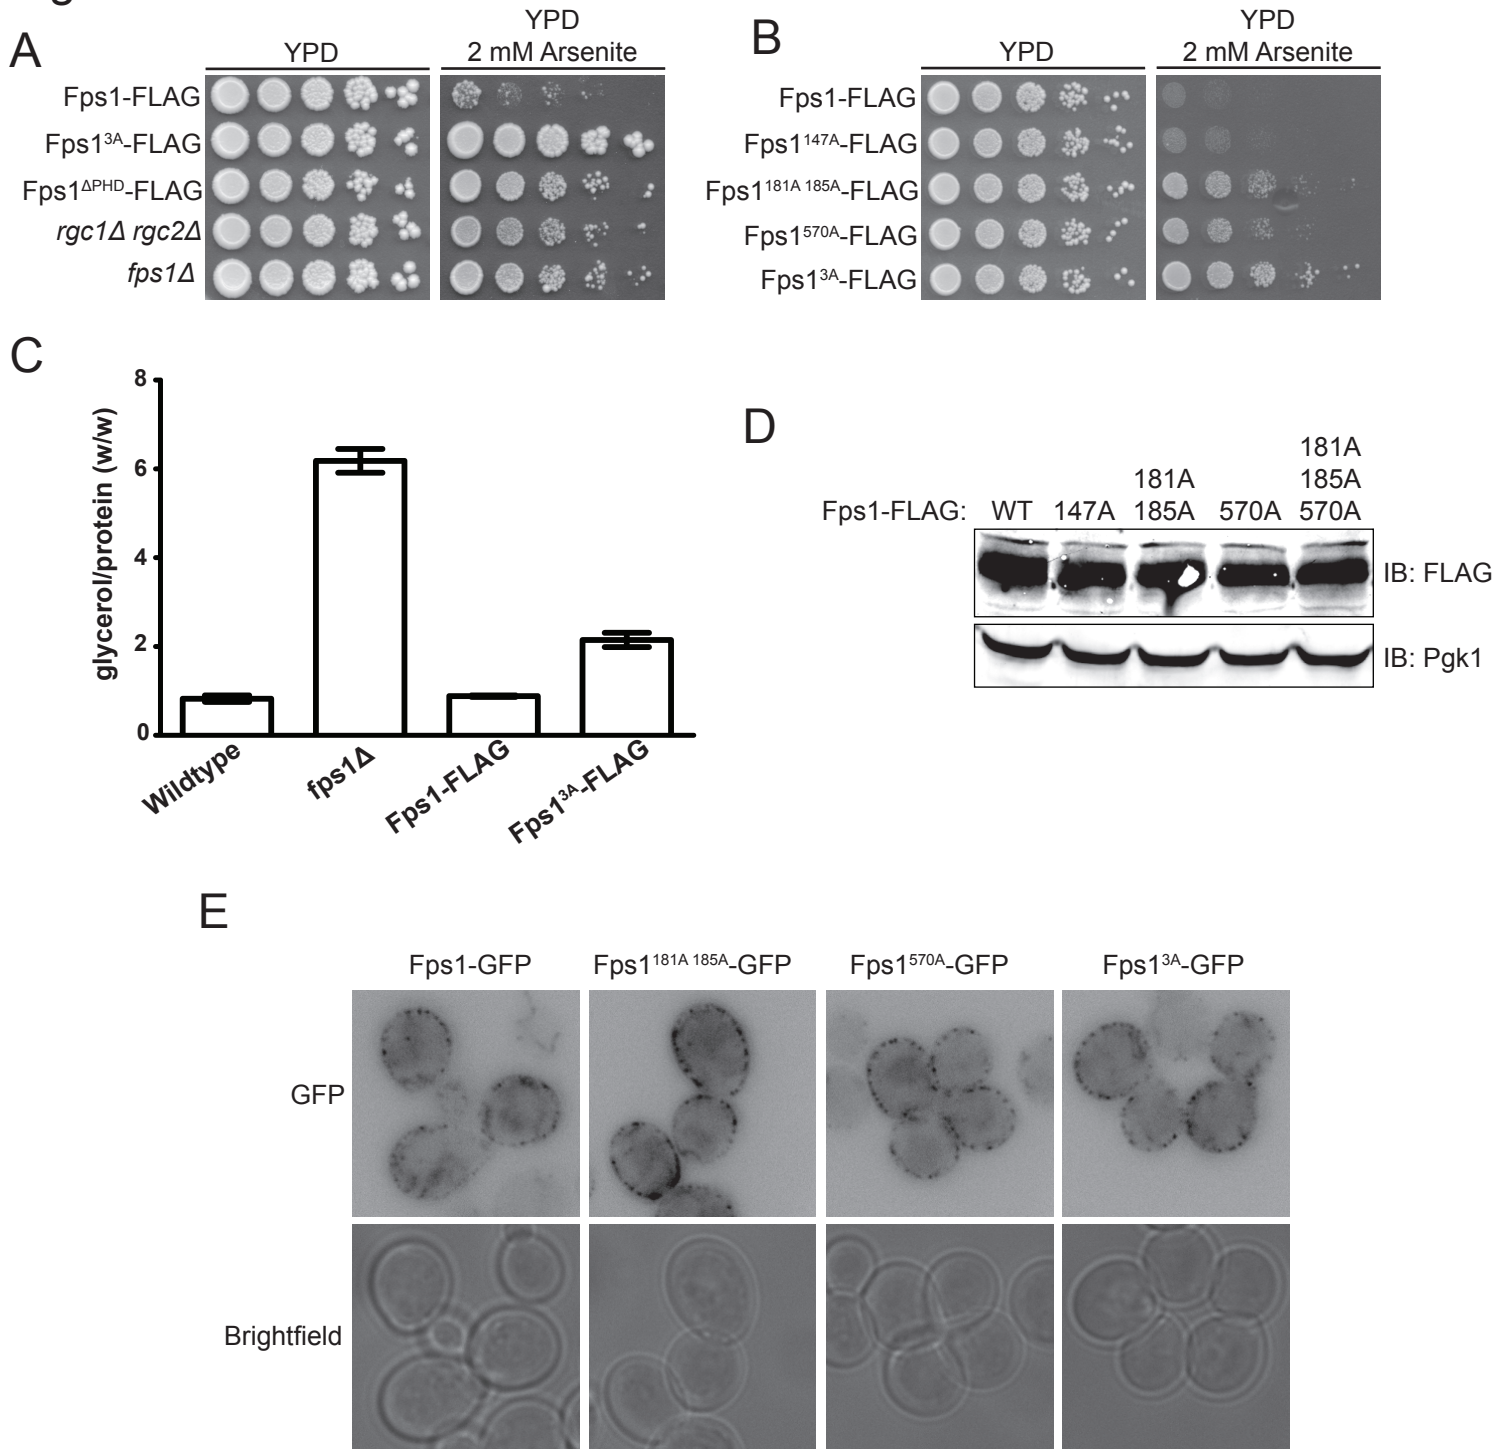 A
YPD
YPD
2 mM Arsenite
Fps1-FLAG
Fps1³ᴬ-FLAG
Fps1ΔPHD-FLAG
rgc1Δ rgc2Δ
fps1Δ
B
YPD
YPD
2 mM Arsenite
Fps1-FLAG
Fps1147A-FLAG
Fps1181A 185A-FLAG
Fps1570A-FLAG
Fps13A-FLAG
C
glycerol/protein (w/w)
8
6
4
2
0
Wildtype
fps1Δ
Fps1-FLAG
Fps13A-FLAG
D
181A
181A 185A
Fps1-FLAG: WT 147A 185A 570A 570A
IB: FLAG
IB: Pgk1
E
Fps1-GFP
Fps1181A 185A-GFP
Fps1570A-GFP
Fps13A-GFP
GFP
Brightfield